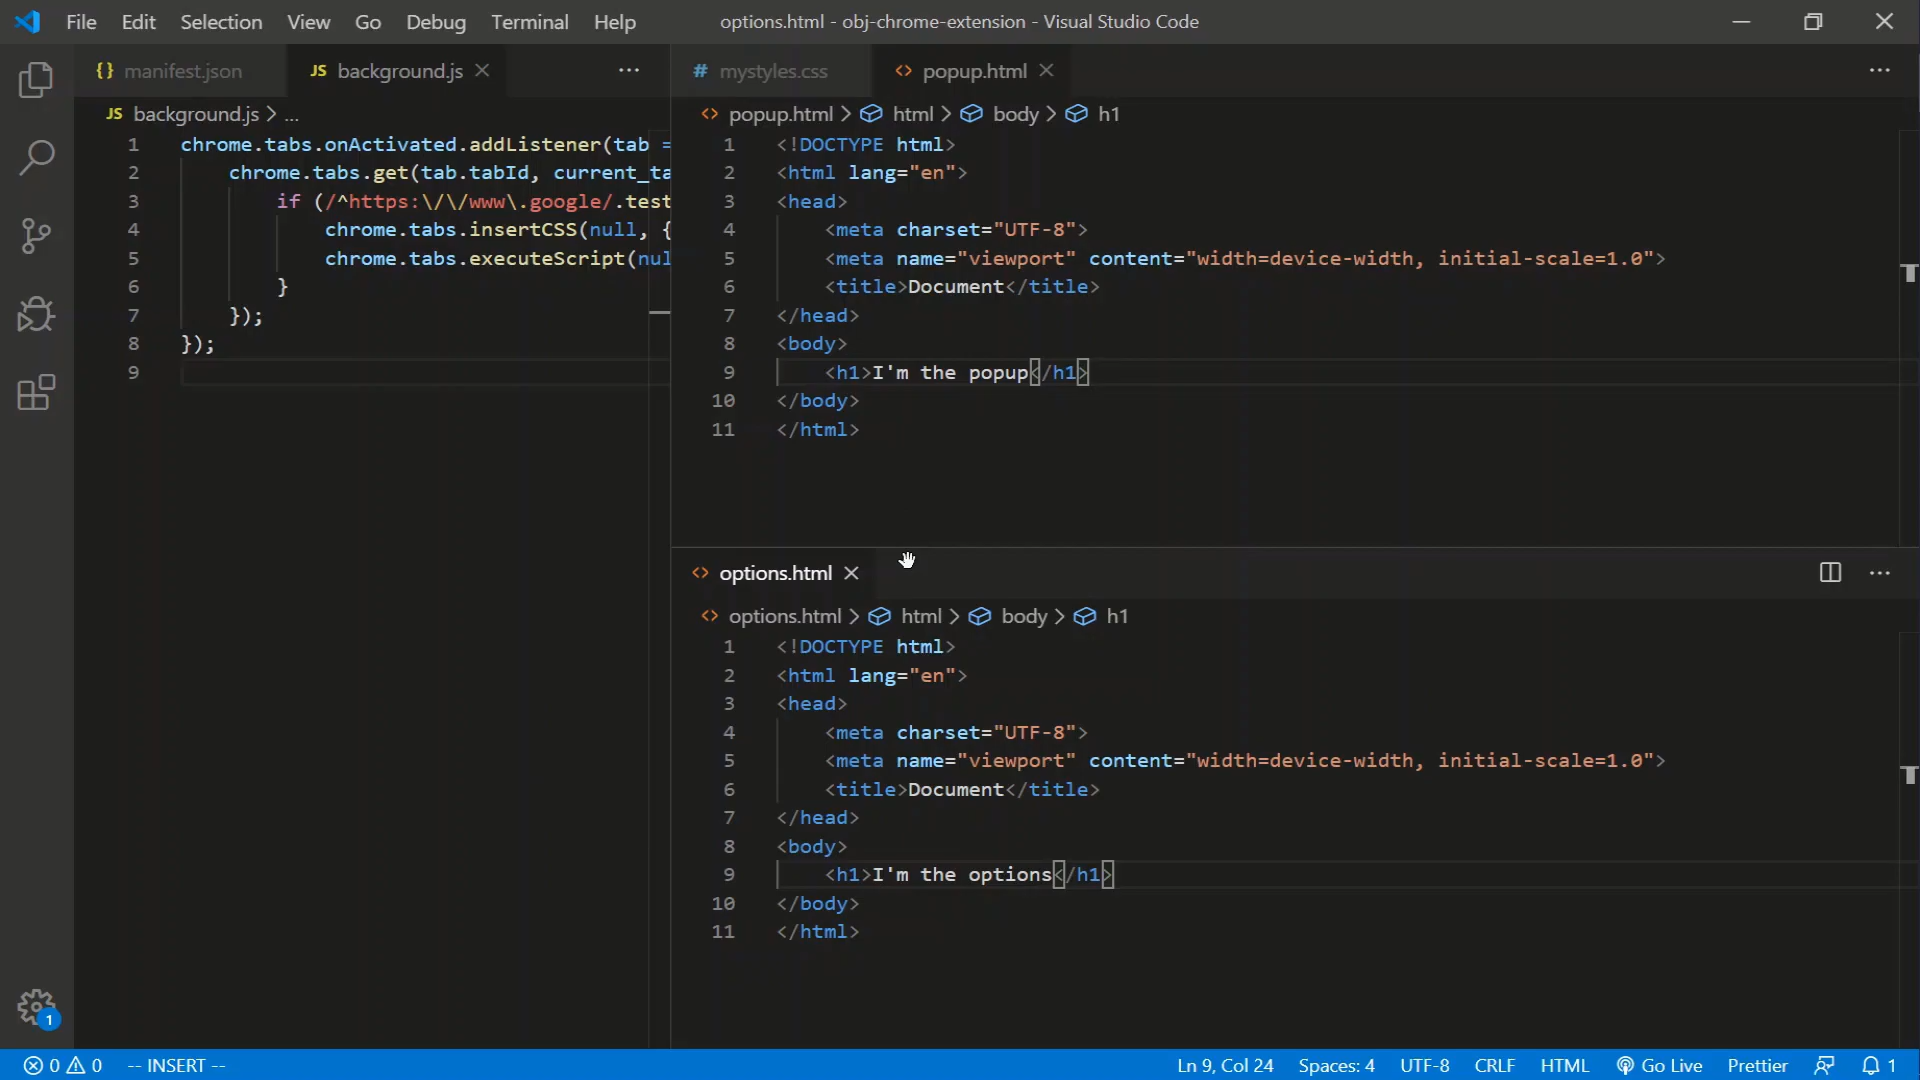 File Edit Selection View Go Debug Terminal Help options.html - obj-chrome-extension - Visual Studio Code
{} manifest.json JS background.js
JS background.js > ...
1 chrome.tabs.onActivated.addListener(tab =
2 chrome.tabs.get(tab.tabId, current_ta
3 if (/^https:\/\/www\.google/.test
4 chrome.tabs.insertCSS(null, {
5 chrome.tabs.executeScript(nul
6 }
7 });
8 });
9
# mystyles.css <> popup.html
<> popup.html > html > body > h1
1 <!DOCTYPE html>
2 <html lang="en">
3 <head>
4 <meta charset="UTF-8">
5 <meta name="viewport" content="width=device-width, initial-scale=1.0">
6 <title>Document</title>
7 </head>
8 <body>
9 <h1>I'm the popup</h1>
10 </body>
11 </html>
<> options.html
<> options.html > html > body > h1
1 <!DOCTYPE html>
2 <html lang="en">
3 <head>
4 <meta charset="UTF-8">
5 <meta name="viewport" content="width=device-width, initial-scale=1.0">
6 <title>Document</title>
7 </head>
8 <body>
9 <h1>I'm the options</h1>
10 </body>
11 </html>
1
0 0 -- INSERT -- Ln 9, Col 24 Spaces: 4 UTF-8 CRLF HTML Go Live Prettier 1